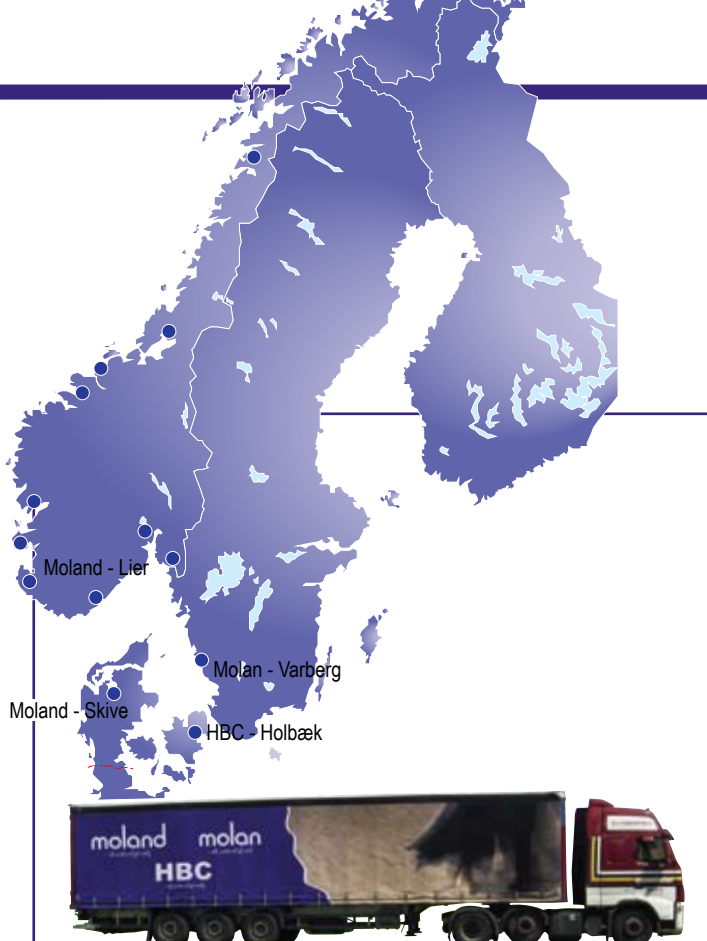 Moland - Lier
Molan - Varberg
Moland - Skive
HBC - Holbæk
moland molan
HBC